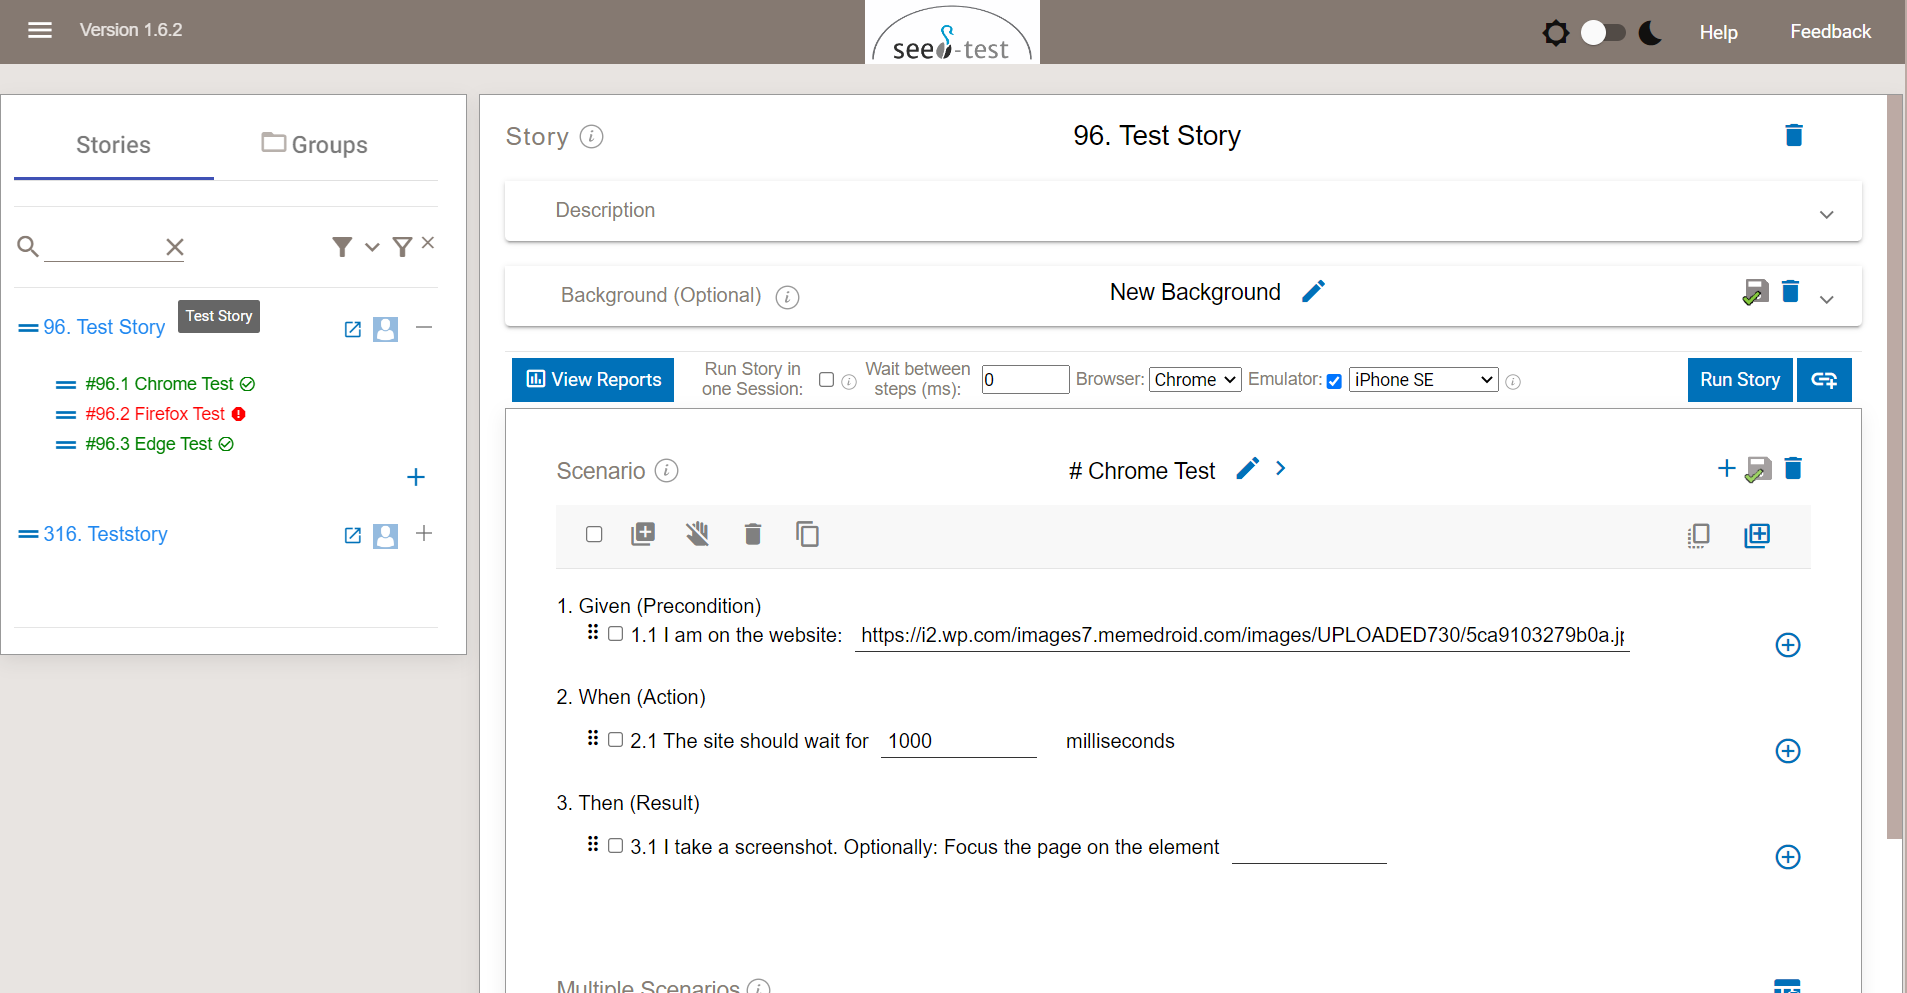 Version 1.6.2
seed-test
Help
Feedback
Stories
Groups
96. Test Story
Test Story
#96.1 Chrome Test
#96.2 Firefox Test
#96.3 Edge Test
316. Teststory
Story
96. Test Story
Description
Background (Optional)
New Background
View Reports
Run Story in
one Session:
Wait between
steps (ms):
0
Browser:
Chrome
Emulator:
iPhone SE
Run Story
Scenario
# Chrome Test
1. Given (Precondition)
1.1 I am on the website: https://i2.wp.com/images7.memedroid.com/images/UPLOADED730/5ca9103279b0a.j
2. When (Action)
2.1 The site should wait for 1000 milliseconds
3. Then (Result)
3.1 I take a screenshot. Optionally: Focus the page on the element
Multiple Scenarios